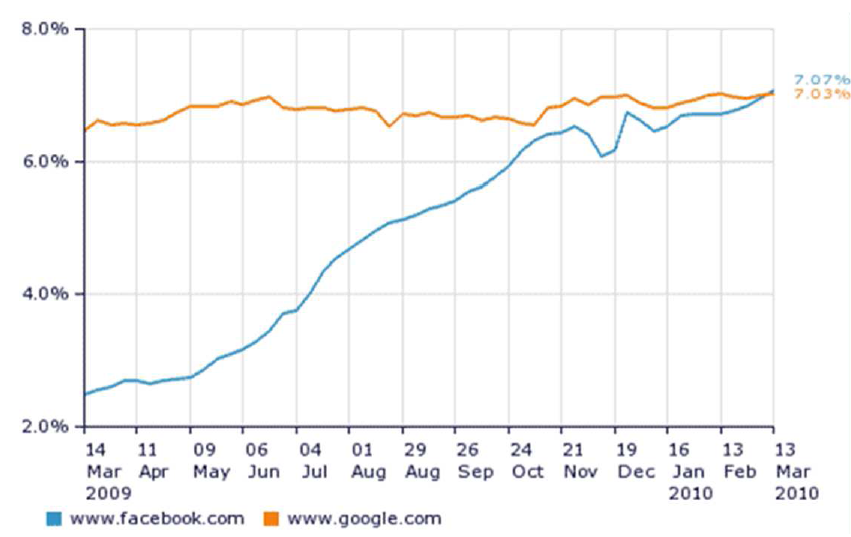 8.0%
7.07%
7.03%
6.0%
4.0%
2.0%
14 11 09 06 04 01 29 26 24 21 19 16 13 13
Mar Apr May Jun Jul Aug Aug Sep Oct Nov Dec Jan Feb Mar
2009 2010 2010
www.facebook.com www.google.com